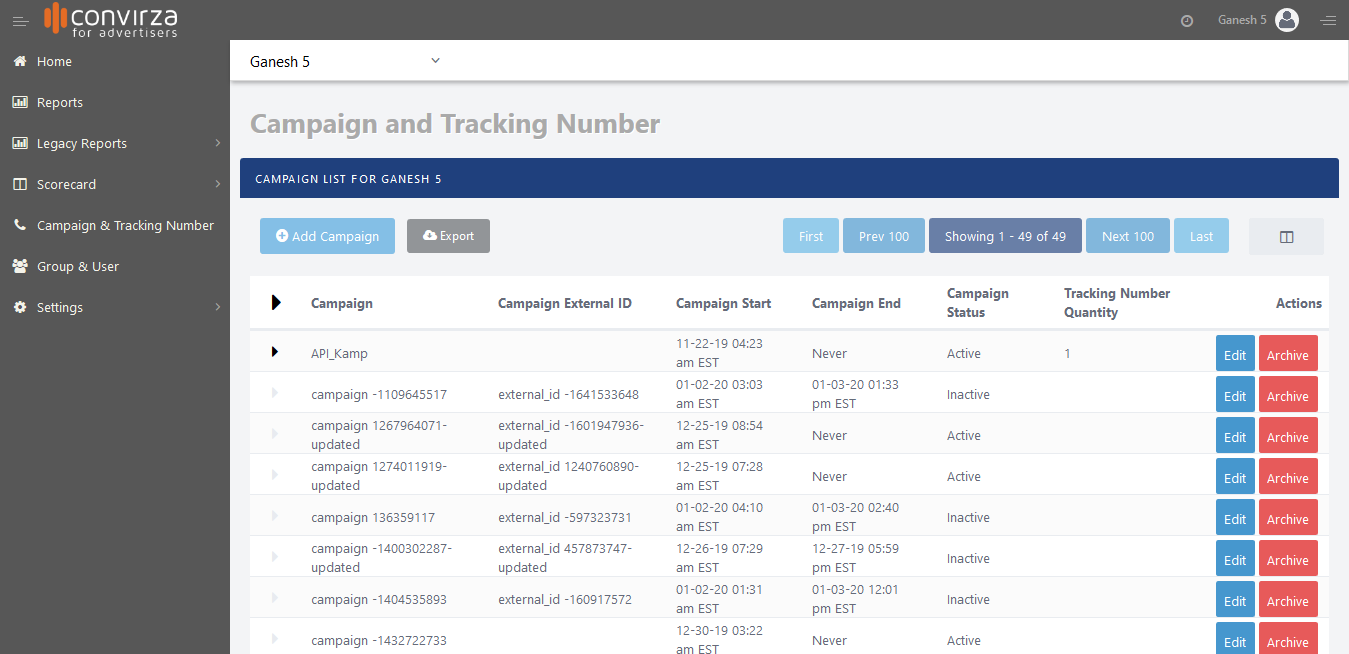 convirza
for advertisers
Ganesh 5
Home
Reports
Legacy Reports
Scorecard
Campaign & Tracking Number
Group & User
Settings
Ganesh 5
Campaign and Tracking Number
CAMPAIGN LIST FOR GANESH 5
Add Campaign
Export
First
Prev 100
Showing 1 - 49 of 49
Next 100
Last
Campaign
Campaign External ID
Campaign Start
Campaign End
Campaign
Status
Tracking Number
Quantity
Actions
API_Kamp
11-22-19 04:23
am EST
Never
Active
1
Edit
Archive
campaign -1109645517
external_id -1641533648
01-02-20 03:03
am EST
01-03-20 01:33
pm EST
Inactive
Edit
Archive
campaign 1267964071-
updated
external_id -1601947936-
updated
12-25-19 08:54
am EST
Never
Active
Edit
Archive
campaign 1274011919-
updated
external_id 1240760890-
updated
12-25-19 07:28
am EST
Never
Active
Edit
Archive
campaign 136359117
external_id -597323731
01-02-20 04:10
am EST
01-03-20 02:40
pm EST
Inactive
Edit
Archive
campaign -1400302287-
updated
external_id 457873747-
updated
12-26-19 07:29
am EST
12-27-19 05:59
pm EST
Inactive
Edit
Archive
campaign -1404535893
external_id -160917572
01-02-20 01:31
am EST
01-03-20 12:01
pm EST
Inactive
Edit
Archive
campaign -1432722733
12-30-19 03:22
am EST
Never
Active
Edit
Archive